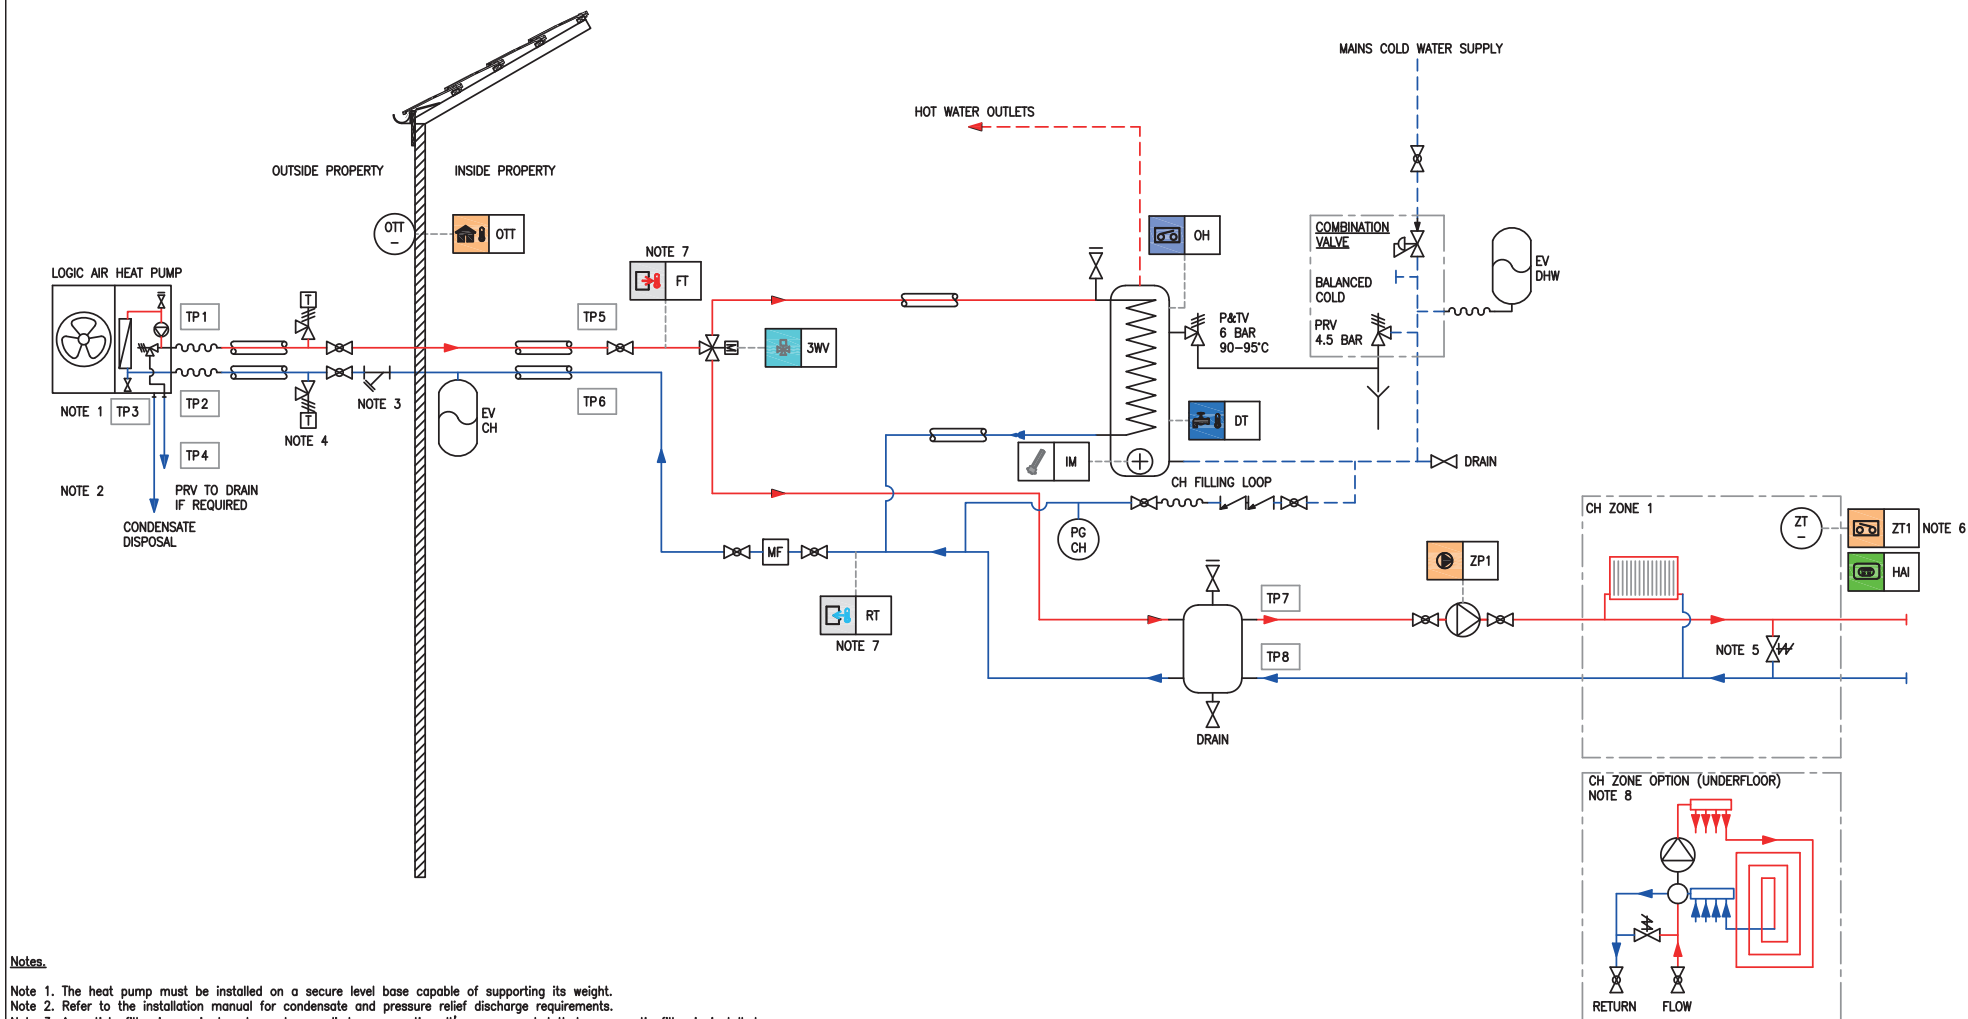 MAINS COLD WATER SUPPLY
HOT WATER OUTLETS
OUTSIDE PROPERTY
INSIDE PROPERTY
OTT
–
OTT
OH
COMBINATION
VALVE
BALANCED
COLD
PRV
4.5 BAR
EV
DHW
NOTE 7
FT
LOGIC AIR HEAT PUMP
TP1
T
TP5
3WV
P&TV
6 BAR
90–95°C
M
NOTE 1
TP3
TP2
NOTE 3
T
NOTE 4
EV
CH
TP6
DT
TP4
IM
DRAIN
NOTE 2
PRV TO DRAIN
IF REQUIRED
CH FILLING LOOP
CONDENSATE
DISPOSAL
PG
CH
MF
CH ZONE 1
ZT
–
ZT1
NOTE 6
HAI
ZP1
RT
NOTE 7
TP7
TP8
NOTE 5
DRAIN
CH ZONE OPTION (UNDERFLOOR)
NOTE 8
RETURN
FLOW
Notes.
Note 1. The heat pump must be installed on a secure level base capable of supporting its weight.
Note 2. Refer to the installation manual for condensate and pressure relief discharge requirements.